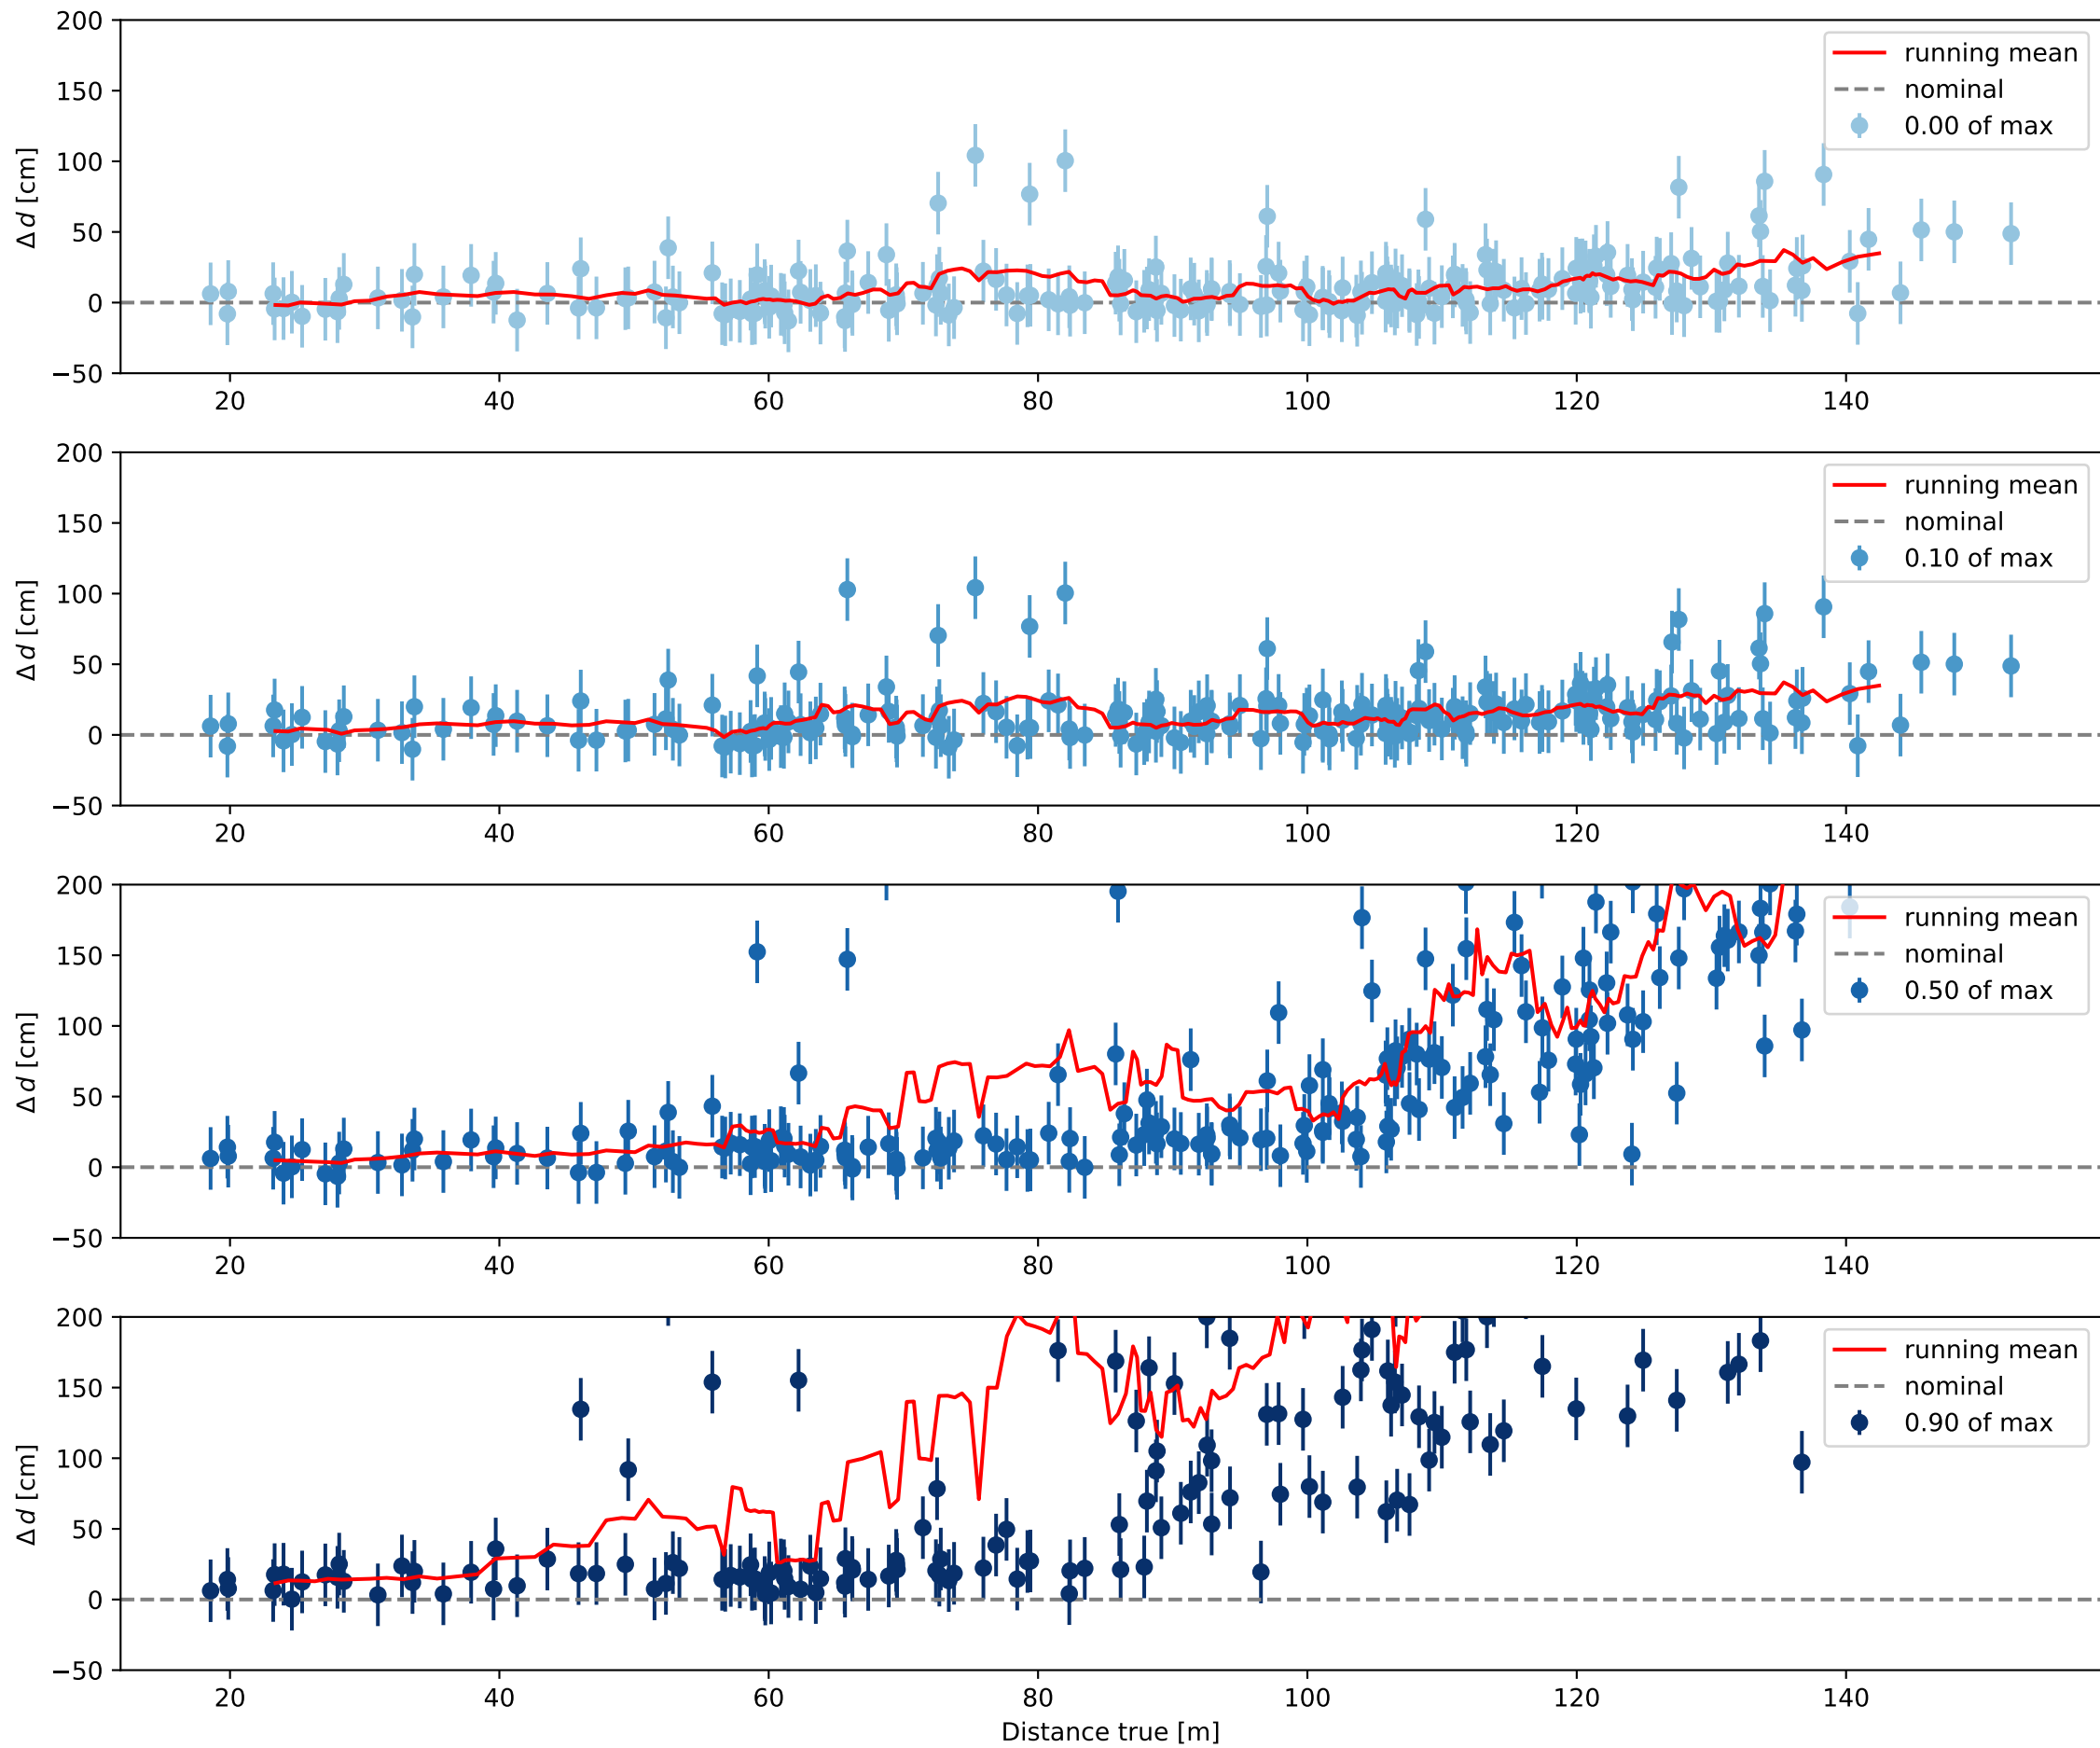 200
150
100
50
0
−50
Δ d [cm]
running mean
nominal
0.00 of max
20 40 60 80 100 120 140
200
150
100
50
0
−50
Δ d [cm]
running mean
nominal
0.10 of max
20 40 60 80 100 120 140
200
150
100
50
0
−50
Δ d [cm]
running mean
nominal
0.50 of max
20 40 60 80 100 120 140
200
150
100
50
0
−50
Δ d [cm]
running mean
nominal
0.90 of max
20 40 60 80 100 120 140
Distance true [m]